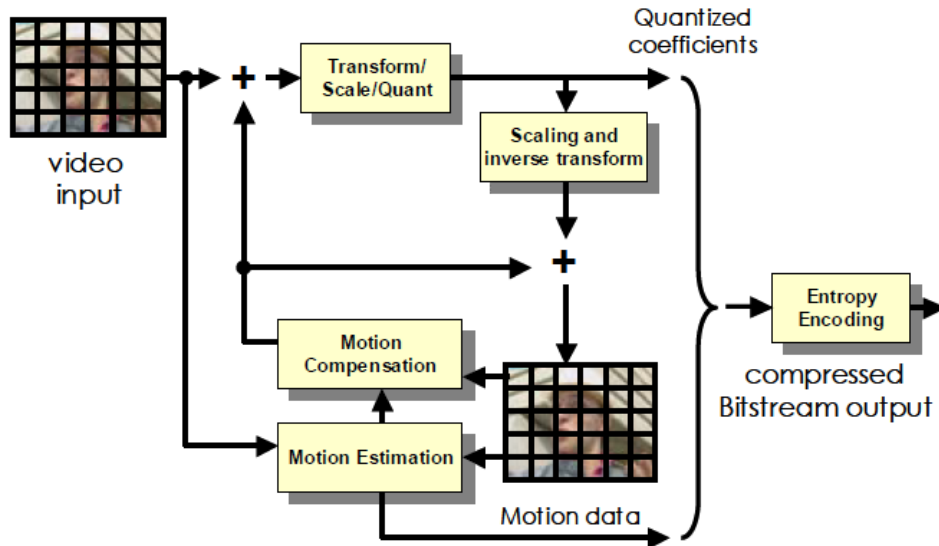 Quantized
coefficients
+
Transform/
Scale/Quant
video
input
Scaling and
inverse transform
+
Entropy
Encoding
Motion
Compensation
compressed
Bitstream output
Motion Estimation
Motion data